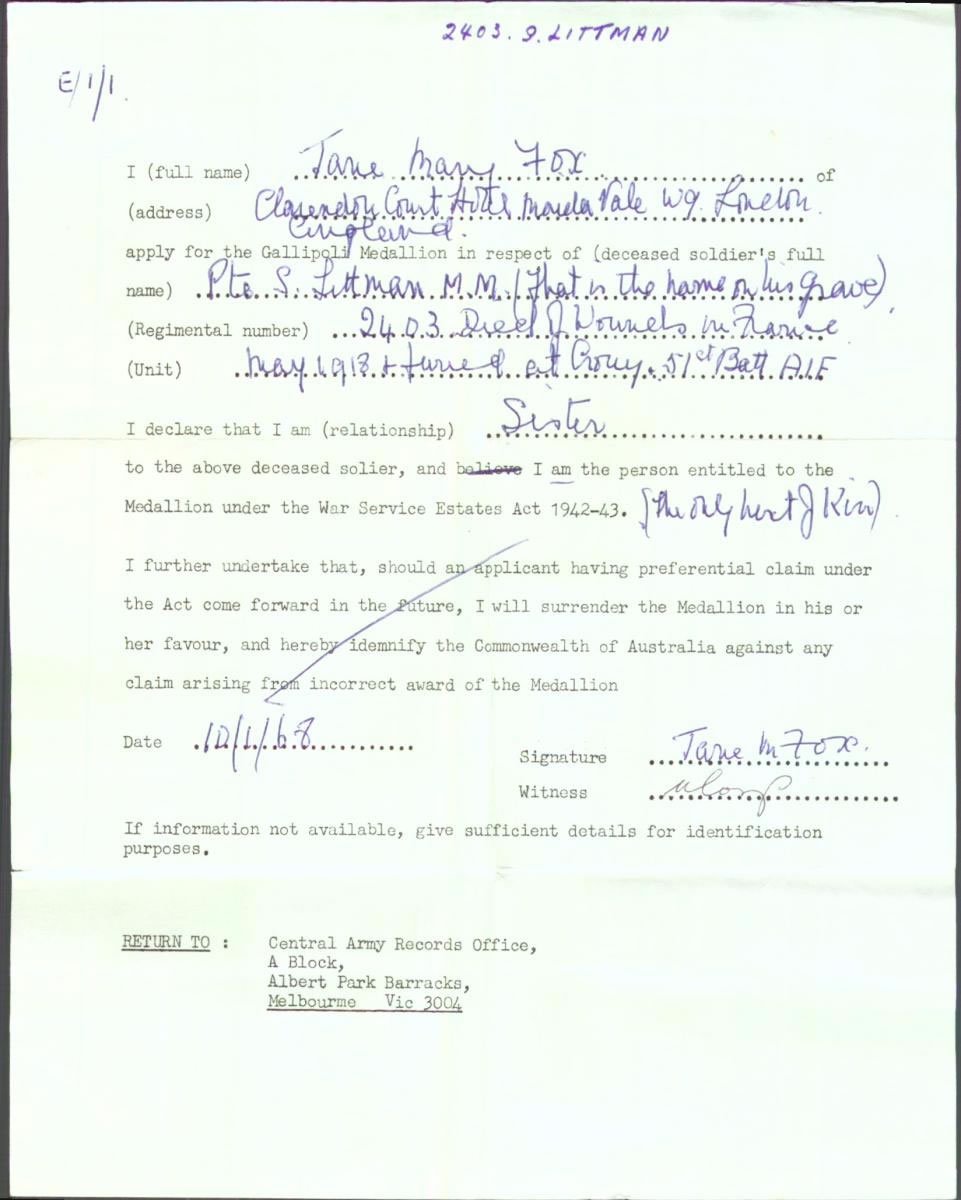 2403. S. LITTMAN
E/1/1.
I (full name) Jane Mary Fox of
(address) Clarendon Court Hotel Maida Vale W9. London.
England.
apply for the Gallipoli Medallion in respect of (deceased soldier's full
name) Pte. S. Littman M.M. (That is the name on his grave)
(Regimental number) 2403 Died of Wounds in France
(Unit) May 1918 & buried at Crouy. 51st Batt AIF
I declare that I am (relationship) Sister
to the above deceased solier, and believe I am the person entitled to the
Medallion under the War Service Estates Act 1942-43. (the only next of Kin)
I further undertake that, should an applicant having preferential claim under
the Act come forward in the future, I will surrender the Medallion in his or
her favour, and hereby idemnify the Commonwealth of Australia against any
claim arising from incorrect award of the Medallion
Date 10/1/68
Signature Jane M Fox.
Witness
If information not available, give sufficient details for identification
purposes.
RETURN TO : Central Army Records Office,
A Block,
Albert Park Barracks,
Melbourne Vic 3004